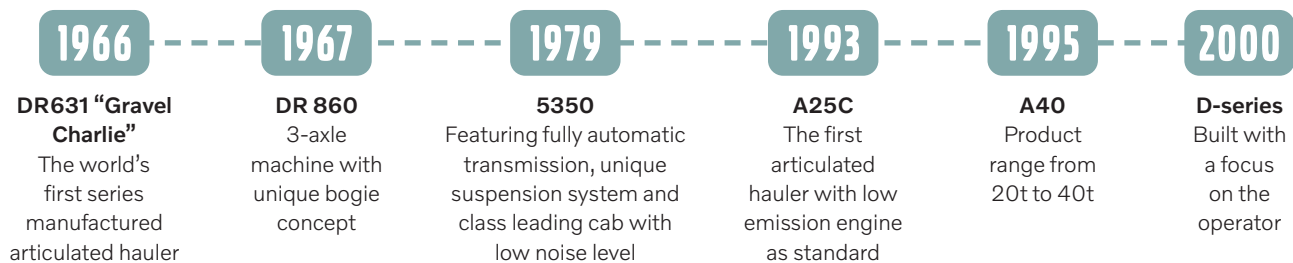 1966
DR631 “Gravel
Charlie”
The world’s
first series
manufactured
articulated hauler
1967
DR 860
3-axle
machine with
unique bogie
concept
1979
5350
Featuring fully automatic
transmission, unique
suspension system and
class leading cab with
low noise level
1993
A25C
The first
articulated
hauler with low
emission engine
as standard
1995
A40
Product
range from
20t to 40t
2000
D-series
Built with
a focus
on the
operator